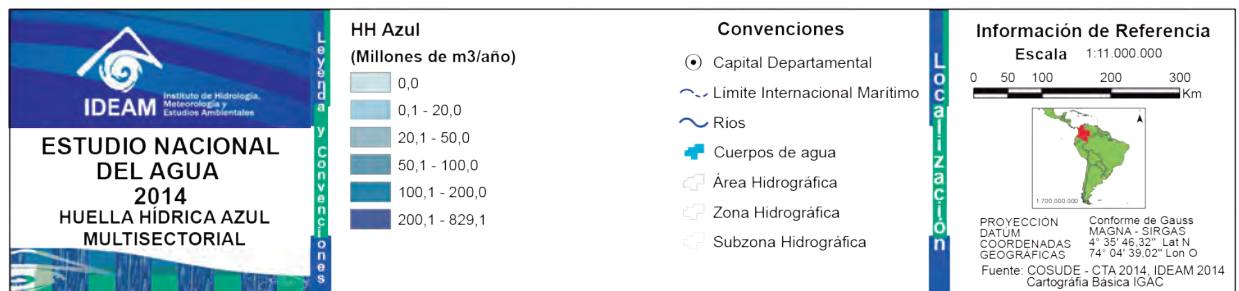 IDEAM
Instituto de Hidrología,
Meteorología y
Estudios Ambientales
ESTUDIO NACIONAL
DEL AGUA
2014
HUELLA HÍDRICA AZUL
MULTISECTORIAL
Leyenda y Convenciones
HH Azul
(Millones de m3/año)
0,0
0,1 - 20,0
20,1 - 50,0
50,1 - 100,0
100,1 - 200,0
200,1 - 829,1
Convenciones
Capital Departamental
Límite Internacional Marítimo
Ríos
Cuerpos de agua
Área Hidrográfica
Zona Hidrográfica
Subzona Hidrográfica
Localización
Información de Referencia
Escala 1:11.000.000
0 50 100 200 300
Km
1:700.000.000
PROYECCIÓN Conforme de Gauss
DATUM MAGNA - SIRGAS
COORDENADAS 4° 35' 46,32" Lat N
GEOGRÁFICAS 74° 04' 39,02" Lon O
Fuente: COSUDE - CTA 2014, IDEAM 2014
Cartografía Básica IGAC